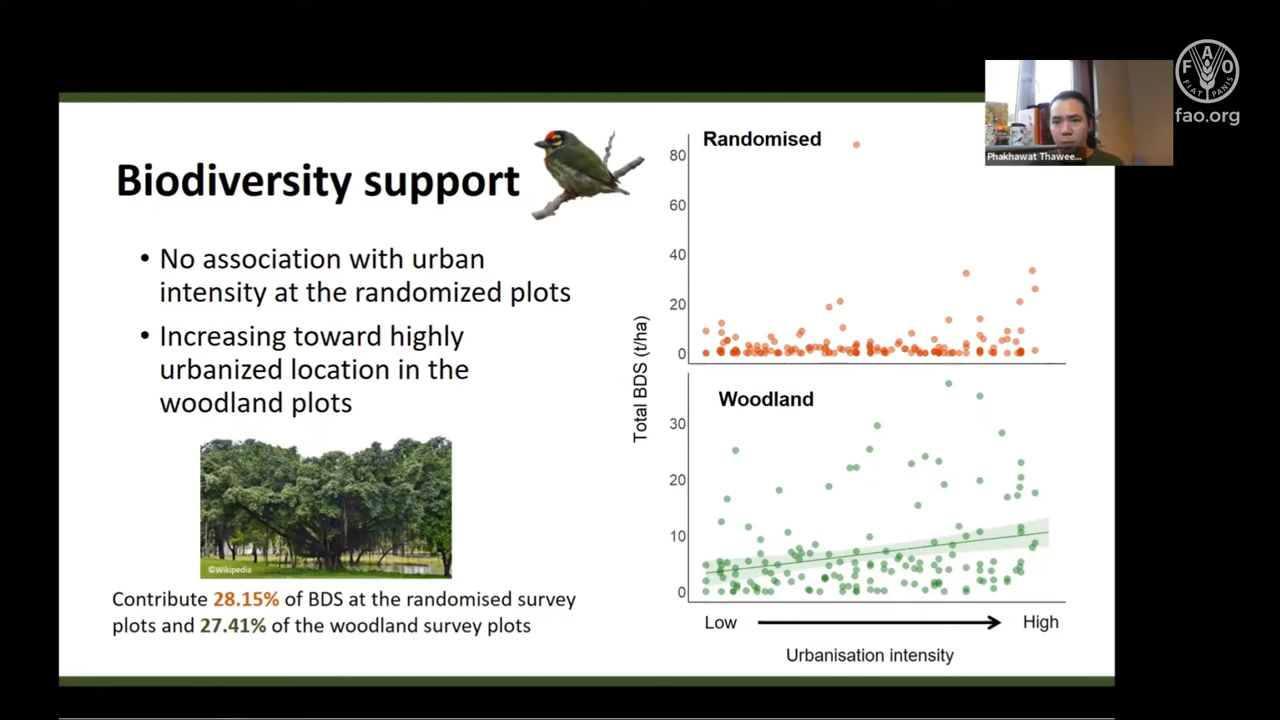 Biodiversity support
• No association with urban
intensity at the randomized plots
• Increasing toward highly
urbanized location in the
woodland plots
©Wikipedia
Contribute 28.15% of BDS at the randomised survey
plots and 27.41% of the woodland survey plots
Randomised
80
60
40
20
0
Total BDS (t/ha)
Woodland
30
20
10
0
Low
High
Urbanisation intensity
Phakhawat Thawee...
F A O
FIAT PANIS
fao.org